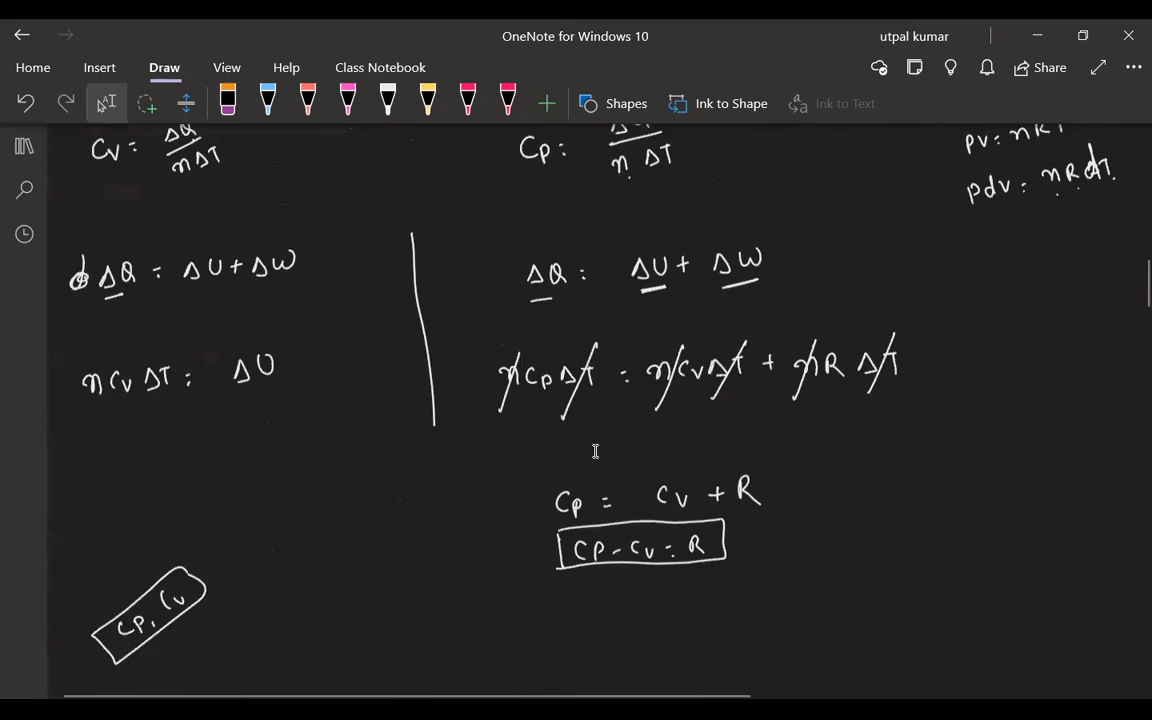 OneNote for Windows 10
utpal kumar
Home Insert Draw View Help Class Notebook
Share
Shapes Ink to Shape Ink to Text
Cv = ΔQ / nΔT
Cp = ΔQ / n ΔT
pv = nRT
pdv = nRdT
ΔQ = ΔU + ΔW
ΔQ = ΔU + ΔW
nCvΔT = ΔU
nCpΔT = nCvΔT + nRΔT
Cp = Cv + R
Cp - Cv = R
Cp, Cv